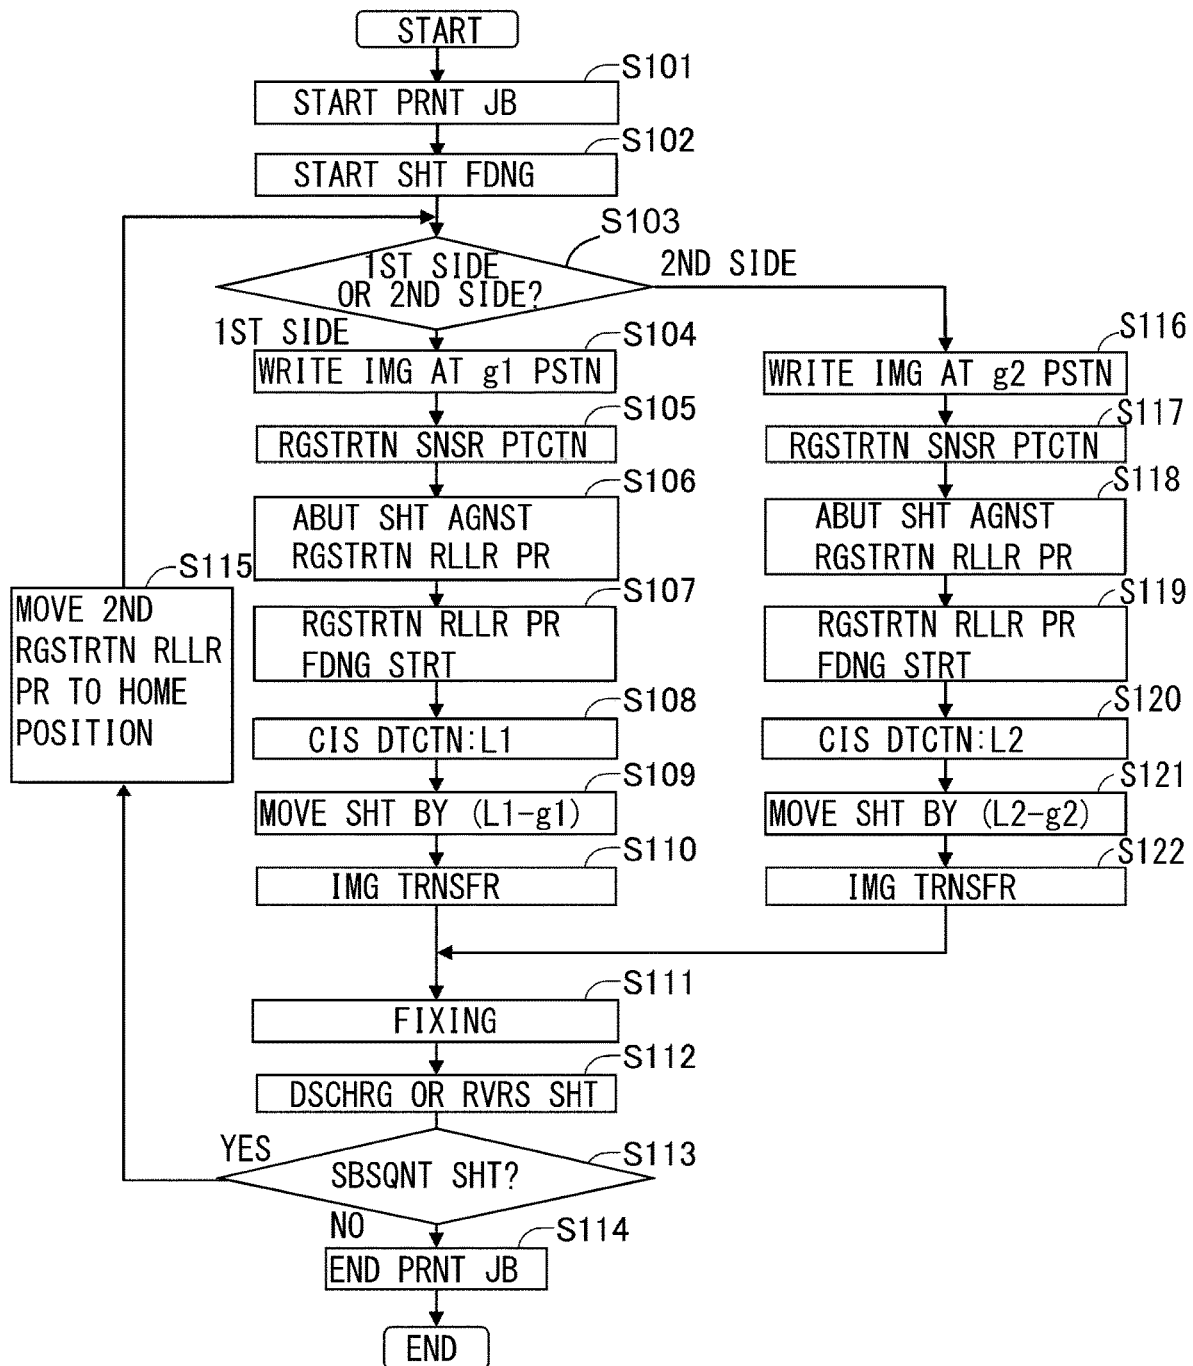 START
S101
START PRNT JB
S102
START SHT FDNG
S103
1ST SIDE
OR 2ND SIDE?
2ND SIDE
1ST SIDE
S104
WRITE IMG AT g1 PSTN
S105
RGSTRTN SNSR PTCTN
S106
ABUT SHT AGNST
RGSTRTN RLLR PR
S107
RGSTRTN RLLR PR
FDNG STRT
S108
CIS DTCTN:L1
S109
MOVE SHT BY (L1-g1)
S110
IMG TRNSFR
S116
WRITE IMG AT g2 PSTN
S117
RGSTRTN SNSR PTCTN
S118
ABUT SHT AGNST
RGSTRTN RLLR PR
S119
RGSTRTN RLLR PR
FDNG STRT
S120
CIS DTCTN:L2
S121
MOVE SHT BY (L2-g2)
S122
IMG TRNSFR
S111
FIXING
S112
DSCHRG OR RVRS SHT
S113
SBSQNT SHT?
YES
S115
MOVE 2ND
RGSTRTN RLLR
PR TO HOME
POSITION
NO
S114
END PRNT JB
END